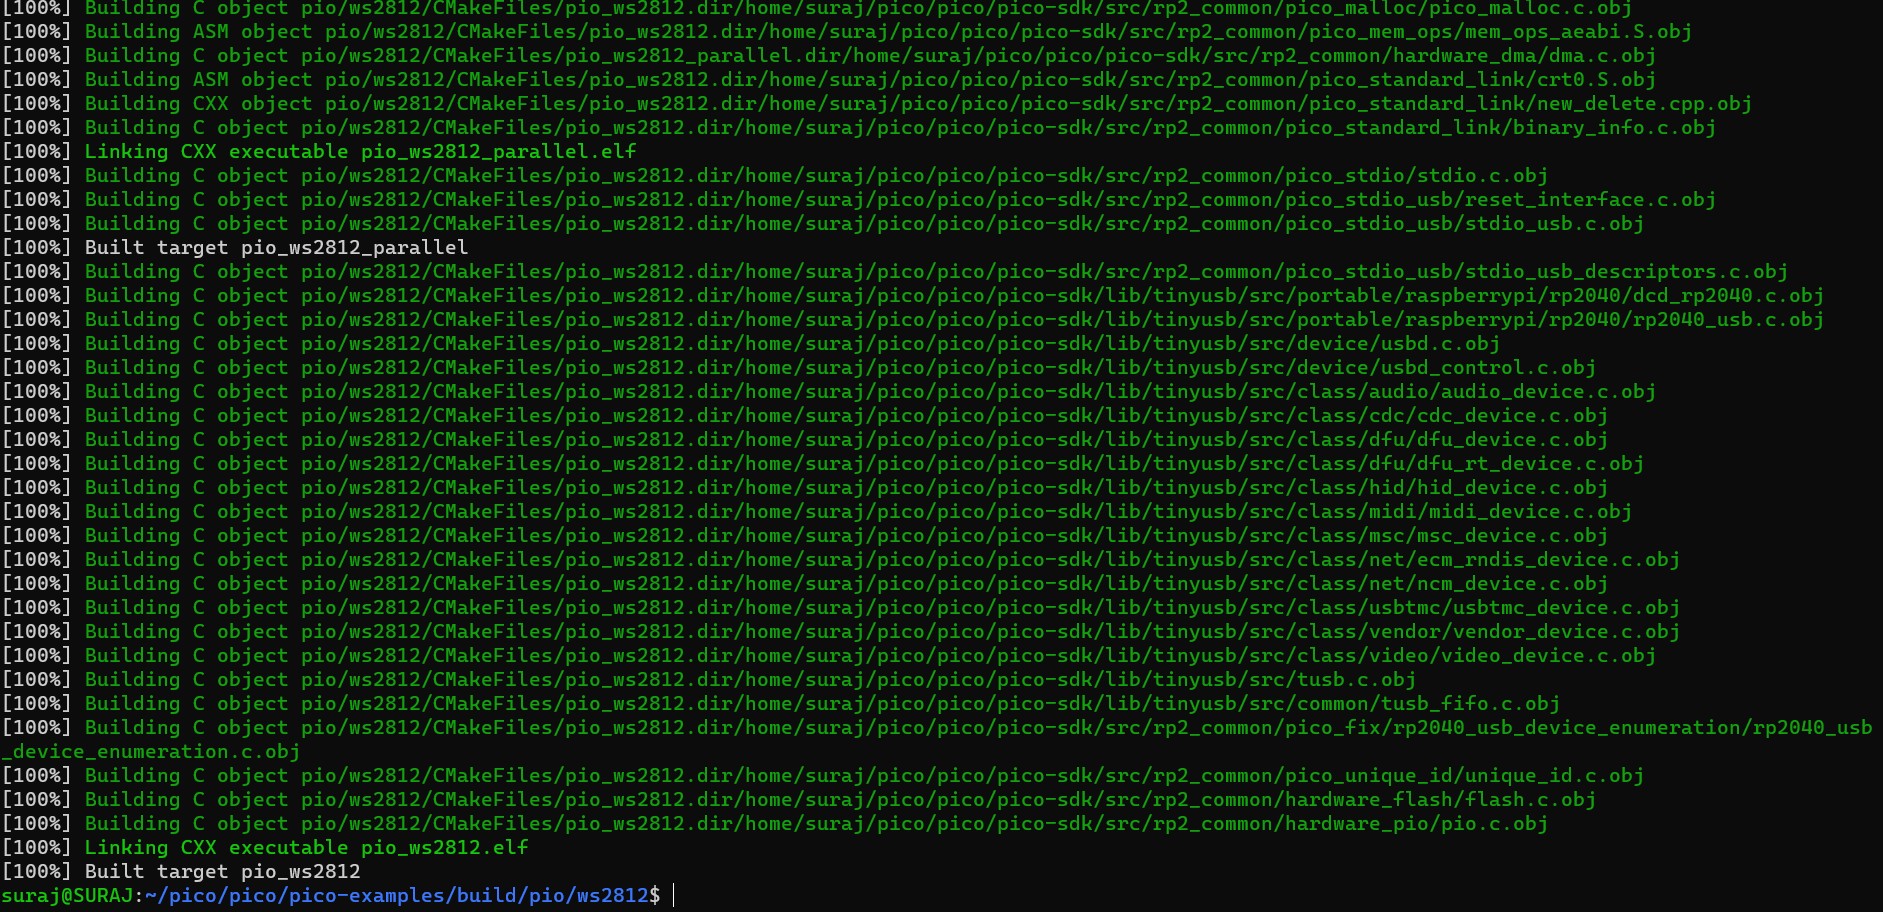 [100%] Building C object pio/ws2812/CMakeFiles/pio_ws2812.dir/home/suraj/pico/pico/pico-sdk/src/rp2_common/pico_malloc/pico_malloc.c.obj
[100%] Building ASM object pio/ws2812/CMakeFiles/pio_ws2812.dir/home/suraj/pico/pico/pico-sdk/src/rp2_common/pico_mem_ops/mem_ops_aeabi.S.obj
[100%] Building C object pio/ws2812/CMakeFiles/pio_ws2812_parallel.dir/home/suraj/pico/pico/pico-sdk/src/rp2_common/hardware_dma/dma.c.obj
[100%] Building ASM object pio/ws2812/CMakeFiles/pio_ws2812.dir/home/suraj/pico/pico/pico-sdk/src/rp2_common/pico_standard_link/crt0.S.obj
[100%] Building CXX object pio/ws2812/CMakeFiles/pio_ws2812.dir/home/suraj/pico/pico/pico-sdk/src/rp2_common/pico_standard_link/new_delete.cpp.obj
[100%] Building C object pio/ws2812/CMakeFiles/pio_ws2812.dir/home/suraj/pico/pico/pico-sdk/src/rp2_common/pico_standard_link/binary_info.c.obj
[100%] Linking CXX executable pio_ws2812_parallel.elf
[100%] Building C object pio/ws2812/CMakeFiles/pio_ws2812.dir/home/suraj/pico/pico/pico-sdk/src/rp2_common/pico_stdio/stdio.c.obj
[100%] Building C object pio/ws2812/CMakeFiles/pio_ws2812.dir/home/suraj/pico/pico/pico-sdk/src/rp2_common/pico_stdio_usb/reset_interface.c.obj
[100%] Building C object pio/ws2812/CMakeFiles/pio_ws2812.dir/home/suraj/pico/pico/pico-sdk/src/rp2_common/pico_stdio_usb/stdio_usb.c.obj
[100%] Built target pio_ws2812_parallel
[100%] Building C object pio/ws2812/CMakeFiles/pio_ws2812.dir/home/suraj/pico/pico/pico-sdk/src/rp2_common/pico_stdio_usb/stdio_usb_descriptors.c.obj
[100%] Building C object pio/ws2812/CMakeFiles/pio_ws2812.dir/home/suraj/pico/pico/pico-sdk/lib/tinyusb/src/portable/raspberrypi/rp2040/dcd_rp2040.c.obj
[100%] Building C object pio/ws2812/CMakeFiles/pio_ws2812.dir/home/suraj/pico/pico/pico-sdk/lib/tinyusb/src/portable/raspberrypi/rp2040/rp2040_usb.c.obj
[100%] Building C object pio/ws2812/CMakeFiles/pio_ws2812.dir/home/suraj/pico/pico/pico-sdk/lib/tinyusb/src/device/usbd.c.obj
[100%] Building C object pio/ws2812/CMakeFiles/pio_ws2812.dir/home/suraj/pico/pico/pico-sdk/lib/tinyusb/src/device/usbd_control.c.obj
[100%] Building C object pio/ws2812/CMakeFiles/pio_ws2812.dir/home/suraj/pico/pico/pico-sdk/lib/tinyusb/src/class/audio/audio_device.c.obj
[100%] Building C object pio/ws2812/CMakeFiles/pio_ws2812.dir/home/suraj/pico/pico/pico-sdk/lib/tinyusb/src/class/cdc/cdc_device.c.obj
[100%] Building C object pio/ws2812/CMakeFiles/pio_ws2812.dir/home/suraj/pico/pico/pico-sdk/lib/tinyusb/src/class/dfu/dfu_device.c.obj
[100%] Building C object pio/ws2812/CMakeFiles/pio_ws2812.dir/home/suraj/pico/pico/pico-sdk/lib/tinyusb/src/class/dfu/dfu_rt_device.c.obj
[100%] Building C object pio/ws2812/CMakeFiles/pio_ws2812.dir/home/suraj/pico/pico/pico-sdk/lib/tinyusb/src/class/hid/hid_device.c.obj
[100%] Building C object pio/ws2812/CMakeFiles/pio_ws2812.dir/home/suraj/pico/pico/pico-sdk/lib/tinyusb/src/class/midi/midi_device.c.obj
[100%] Building C object pio/ws2812/CMakeFiles/pio_ws2812.dir/home/suraj/pico/pico/pico-sdk/lib/tinyusb/src/class/msc/msc_device.c.obj
[100%] Building C object pio/ws2812/CMakeFiles/pio_ws2812.dir/home/suraj/pico/pico/pico-sdk/lib/tinyusb/src/class/net/ecm_rndis_device.c.obj
[100%] Building C object pio/ws2812/CMakeFiles/pio_ws2812.dir/home/suraj/pico/pico/pico-sdk/lib/tinyusb/src/class/net/ncm_device.c.obj
[100%] Building C object pio/ws2812/CMakeFiles/pio_ws2812.dir/home/suraj/pico/pico/pico-sdk/lib/tinyusb/src/class/usbtmc/usbtmc_device.c.obj
[100%] Building C object pio/ws2812/CMakeFiles/pio_ws2812.dir/home/suraj/pico/pico/pico-sdk/lib/tinyusb/src/class/vendor/vendor_device.c.obj
[100%] Building C object pio/ws2812/CMakeFiles/pio_ws2812.dir/home/suraj/pico/pico/pico-sdk/lib/tinyusb/src/class/video/video_device.c.obj
[100%] Building C object pio/ws2812/CMakeFiles/pio_ws2812.dir/home/suraj/pico/pico/pico-sdk/lib/tinyusb/src/tusb.c.obj
[100%] Building C object pio/ws2812/CMakeFiles/pio_ws2812.dir/home/suraj/pico/pico/pico-sdk/lib/tinyusb/src/common/tusb_fifo.c.obj
[100%] Building C object pio/ws2812/CMakeFiles/pio_ws2812.dir/home/suraj/pico/pico/pico-sdk/src/rp2_common/pico_fix/rp2040_usb_device_enumeration/rp2040_usb
_device_enumeration.c.obj
[100%] Building C object pio/ws2812/CMakeFiles/pio_ws2812.dir/home/suraj/pico/pico/pico-sdk/src/rp2_common/pico_unique_id/unique_id.c.obj
[100%] Building C object pio/ws2812/CMakeFiles/pio_ws2812.dir/home/suraj/pico/pico/pico-sdk/src/rp2_common/hardware_flash/flash.c.obj
[100%] Building C object pio/ws2812/CMakeFiles/pio_ws2812.dir/home/suraj/pico/pico/pico-sdk/src/rp2_common/hardware_pio/pio.c.obj
[100%] Linking CXX executable pio_ws2812.elf
[100%] Built target pio_ws2812
suraj@SURAJ:~/pico/pico/pico-examples/build/pio/ws2812$